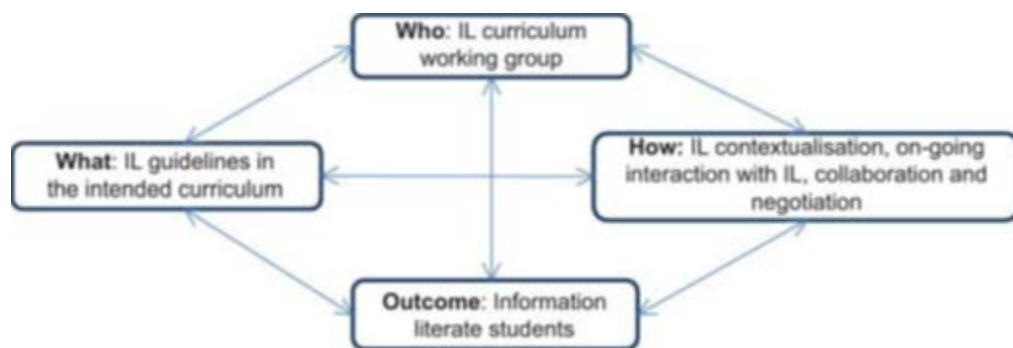 Who: IL curriculum
working group
What: IL guidelines in
the intended curriculum
How: IL contextualisation, on-going
interaction with IL, collaboration and
negotiation
Outcome: Information
literate students